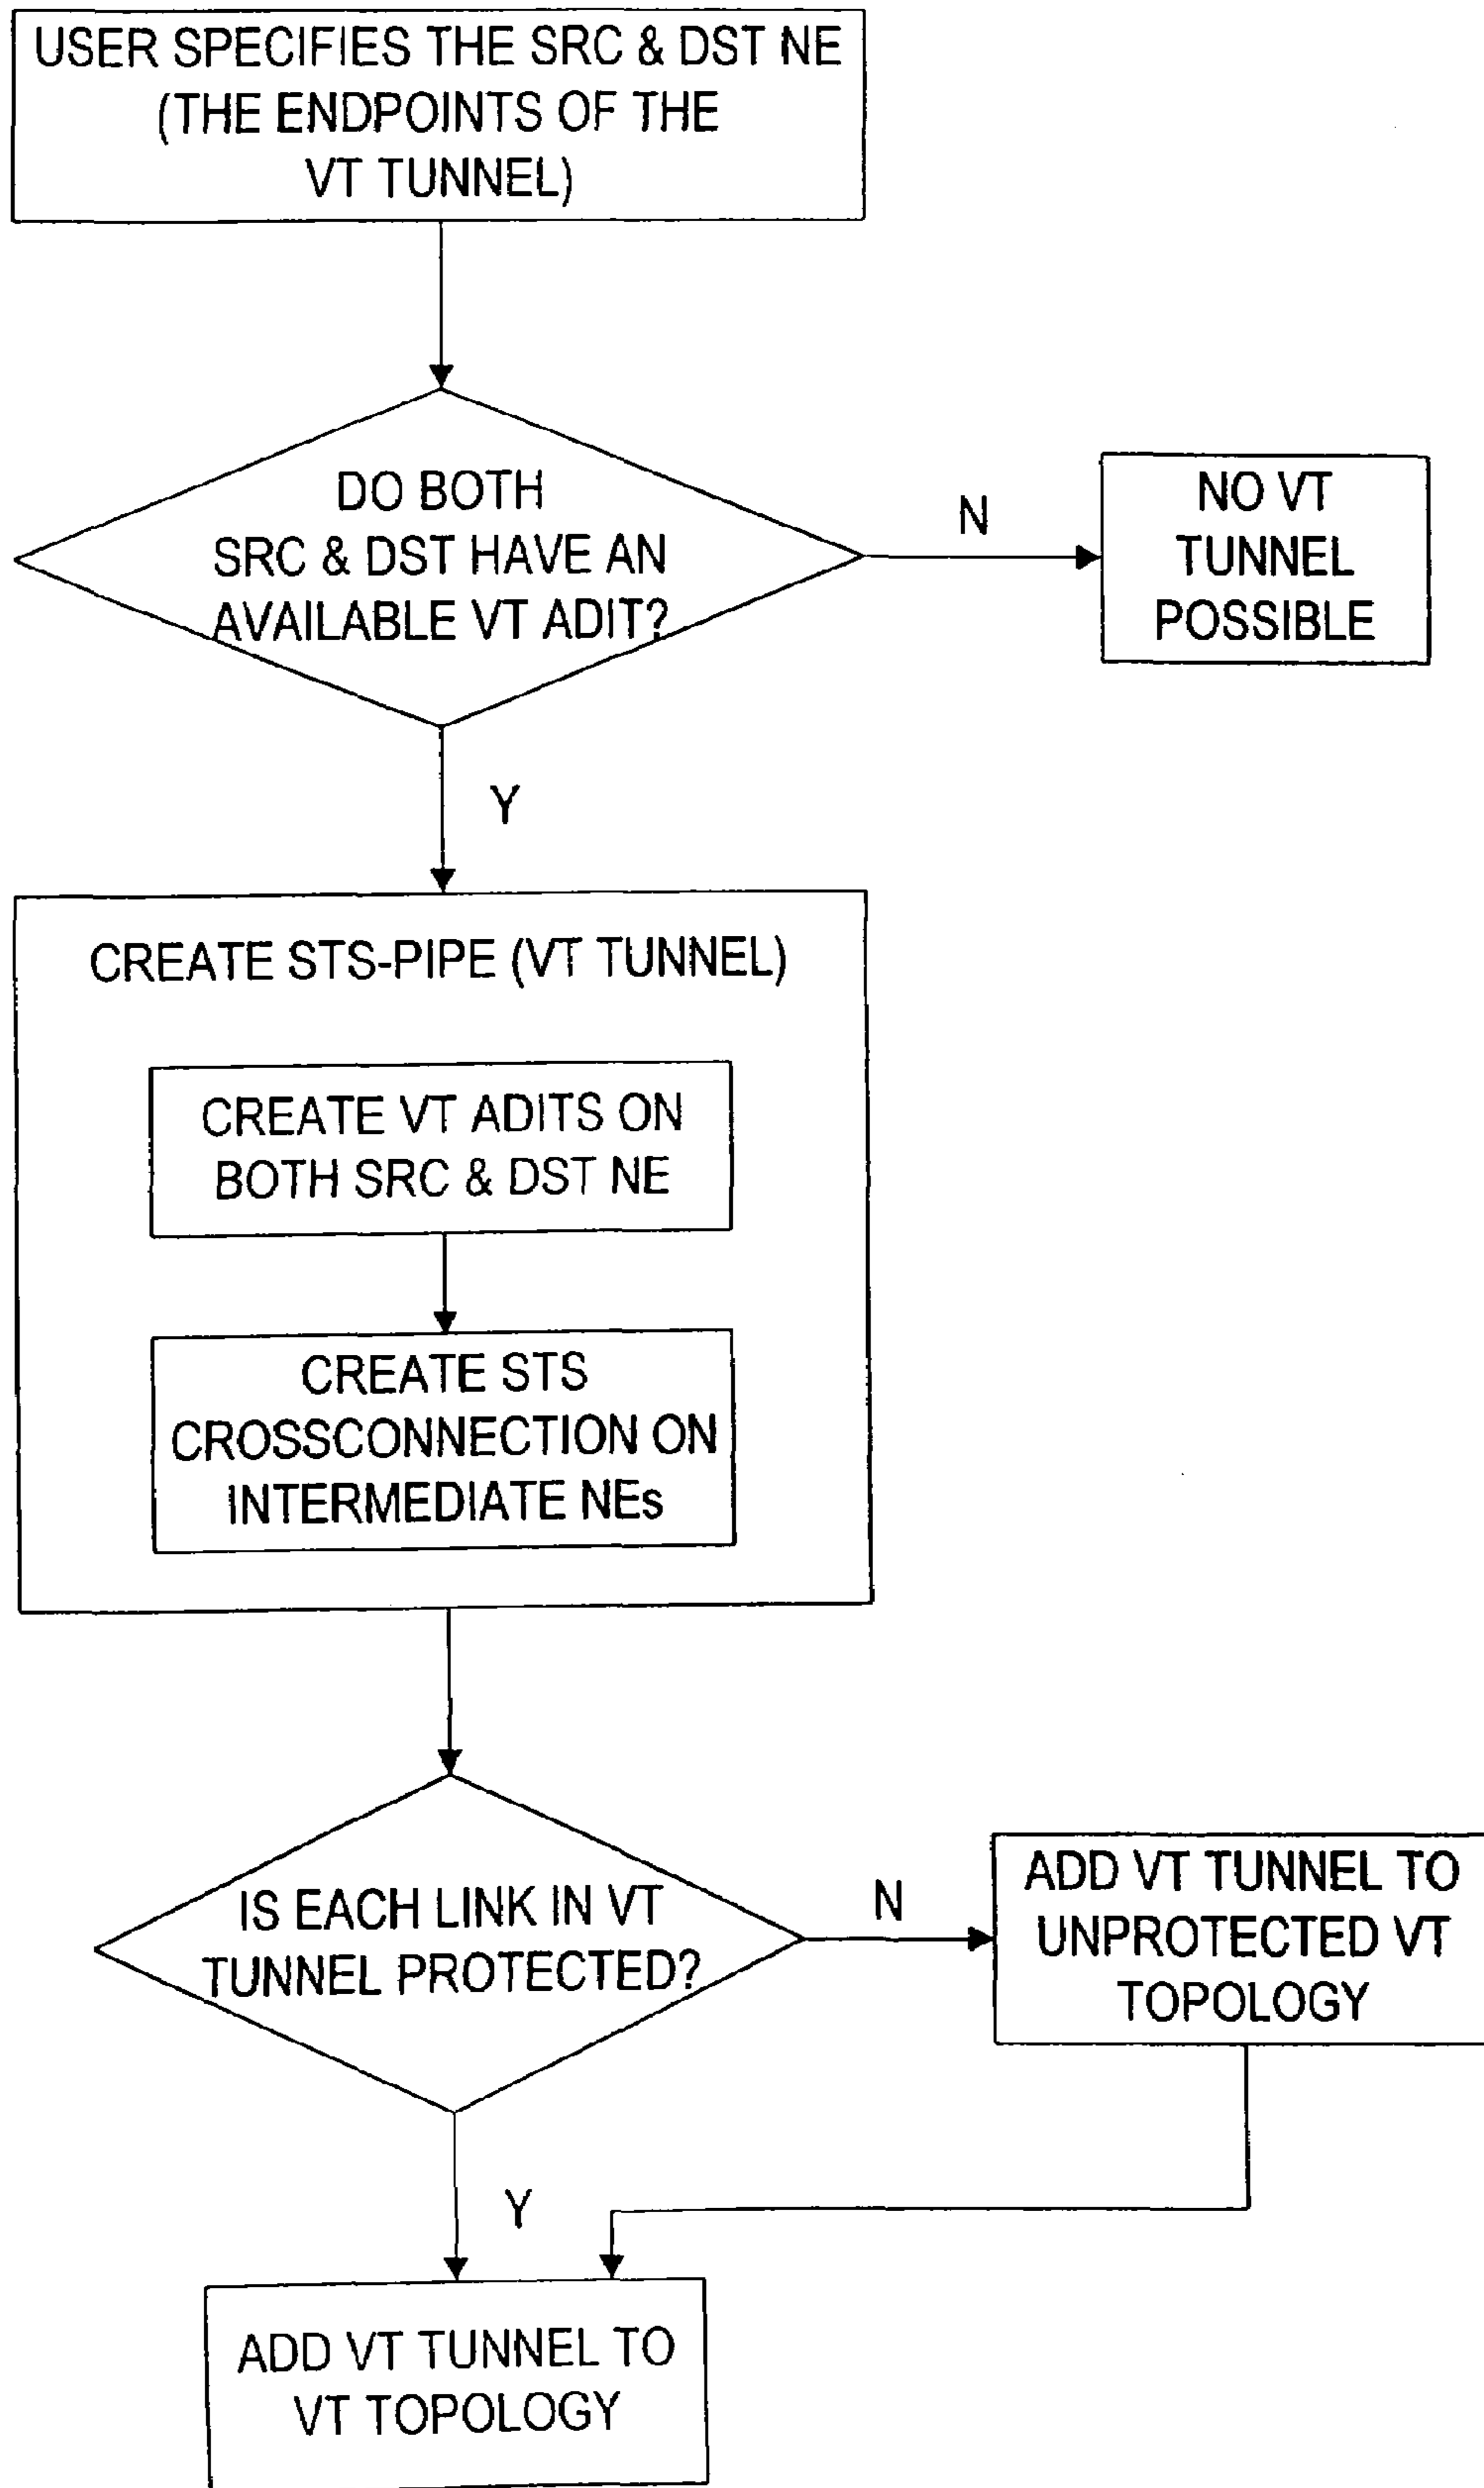 USER SPECIFIES THE SRC & DST NE
(THE ENDPOINTS OF THE
VT TUNNEL)
DO BOTH
SRC & DST HAVE AN
AVAILABLE VT ADIT?
N
NO VT
TUNNEL
POSSIBLE
Y
CREATE STS-PIPE (VT TUNNEL)
CREATE VT ADITS ON
BOTH SRC & DST NE
CREATE STS
CROSSCONNECTION ON
INTERMEDIATE NEs
IS EACH LINK IN VT
TUNNEL PROTECTED?
N
ADD VT TUNNEL TO
UNPROTECTED VT
TOPOLOGY
Y
ADD VT TUNNEL TO
VT TOPOLOGY